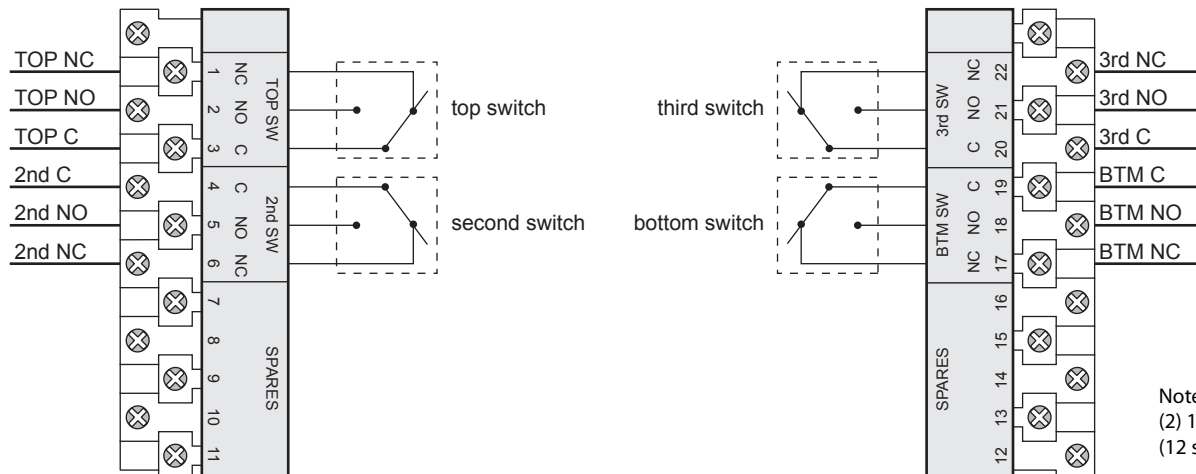 TOP NC
TOP NO
TOP C
2nd C
2nd NO
2nd NC
1 NC
2 NO
3 C
TOP SW
4 C
5 NO
6 NC
2nd SW
7
8
9
10
11
SPARES
top switch
second switch
third switch
bottom switch
3rd SW
NC 22
NO 21
C 20
BTM SW
C 19
NO 18
NC 17
SPARES
16
15
14
13
12
3rd NC
3rd NO
3rd C
BTM C
BTM NO
BTM NC
Note
(2) 1
(12 s